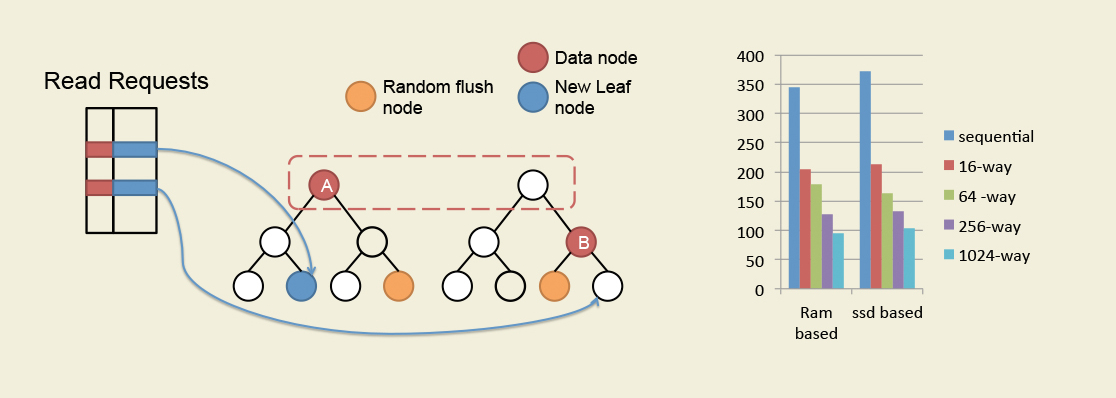 Read Requests
Random flush
node
Data node
New Leaf
node
A
B
400
350
300
250
200
150
100
50
0
Ram
based
ssd based
sequential
16-way
64 -way
256-way
1024-way